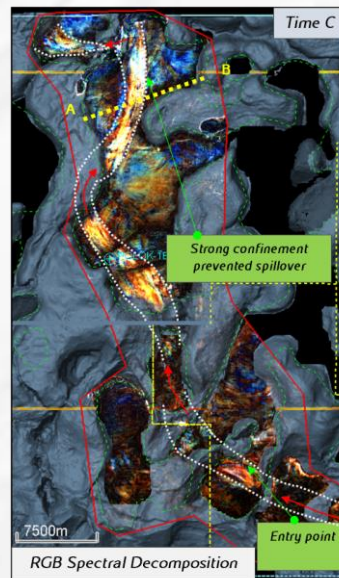 Time C
B
A
Strong confinement
prevented spillover
7500m
Entry point
RGB Spectral Decomposition